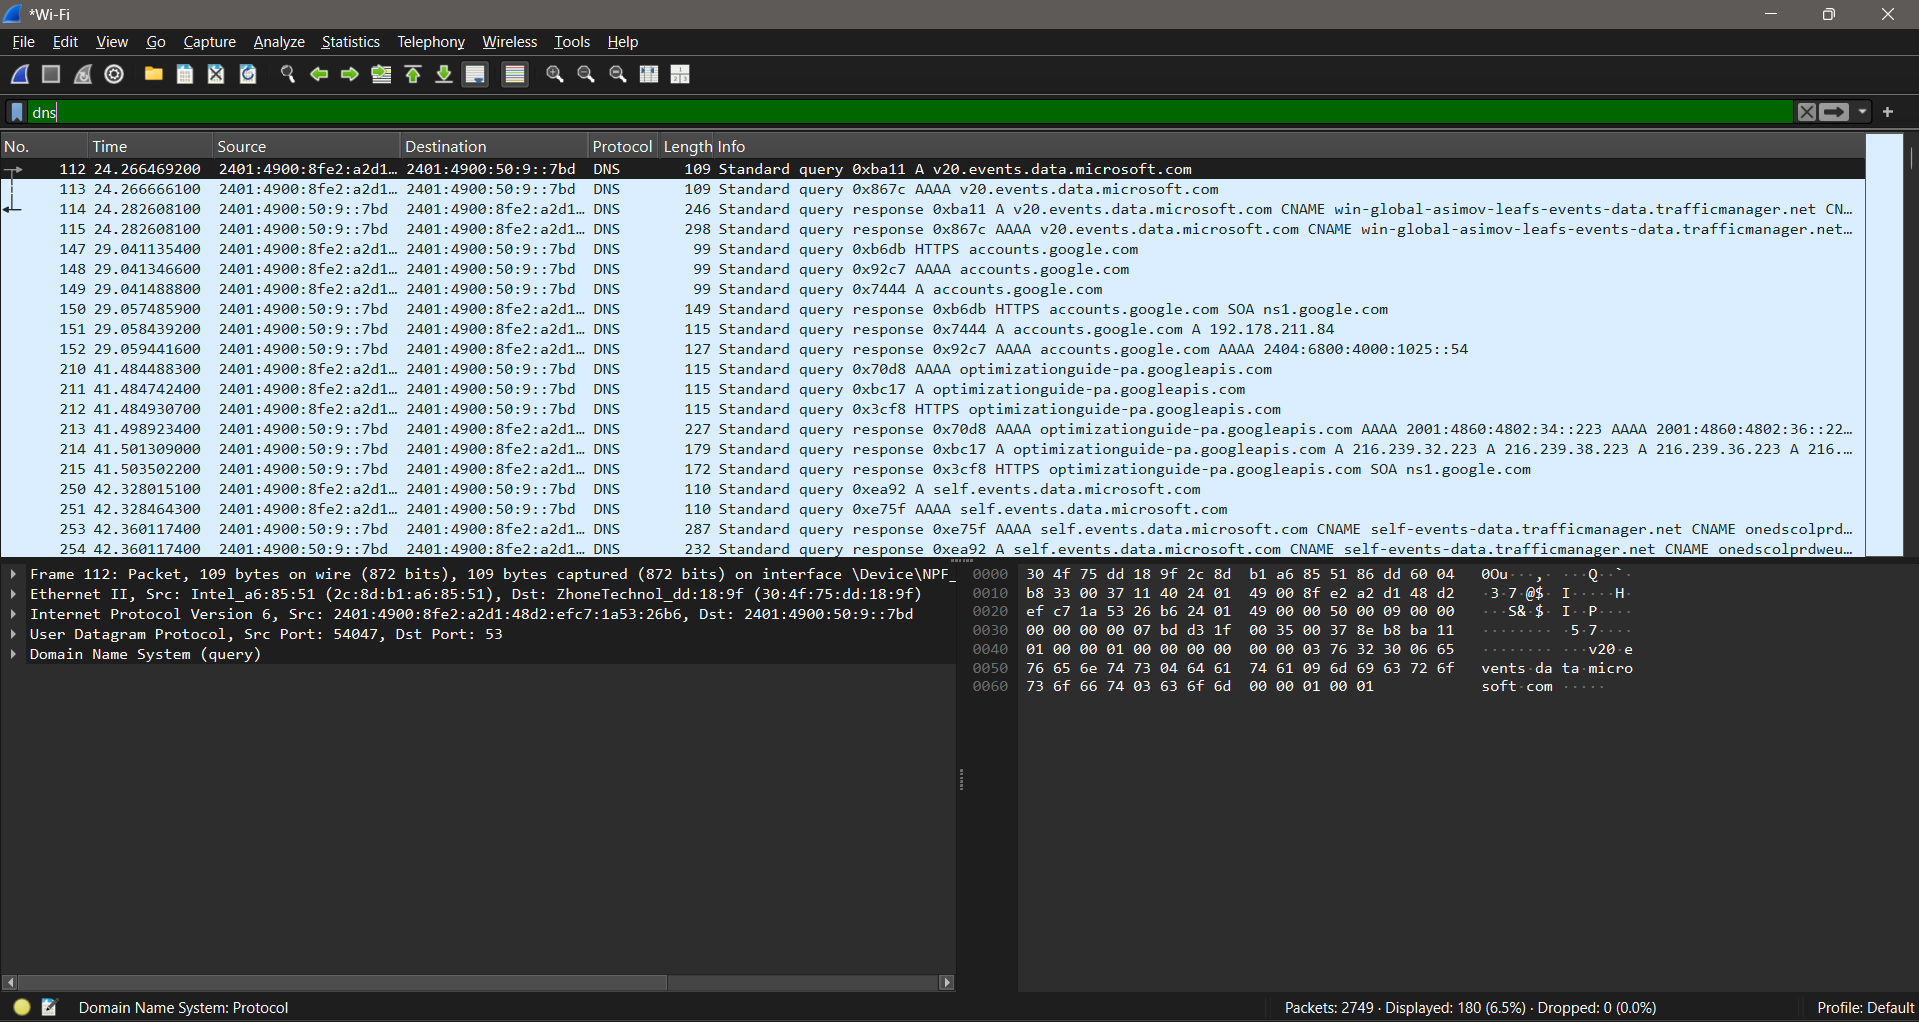 *Wi-Fi
File Edit View Go Capture Analyze Statistics Telephony Wireless Tools Help
dns
No. Time Source Destination Protocol Length Info
112 24.266469200 2401:4900:8fe2:a2d1… 2401:4900:50:9::7bd DNS 109 Standard query 0xba11 A v20.events.data.microsoft.com
113 24.266666100 2401:4900:8fe2:a2d1… 2401:4900:50:9::7bd DNS 109 Standard query 0x867c AAAA v20.events.data.microsoft.com
114 24.282608100 2401:4900:50:9::7bd 2401:4900:8fe2:a2d1… DNS 246 Standard query response 0xba11 A v20.events.data.microsoft.com CNAME win-global-asimov-leafs-events-data.trafficmanager.net CN…
115 24.282608100 2401:4900:50:9::7bd 2401:4900:8fe2:a2d1… DNS 298 Standard query response 0x867c AAAA v20.events.data.microsoft.com CNAME win-global-asimov-leafs-events-data.trafficmanager.net…
147 29.041135400 2401:4900:8fe2:a2d1… 2401:4900:50:9::7bd DNS 99 Standard query 0xb6db HTTPS accounts.google.com
148 29.041346600 2401:4900:8fe2:a2d1… 2401:4900:50:9::7bd DNS 99 Standard query 0x92c7 AAAA accounts.google.com
149 29.041488800 2401:4900:8fe2:a2d1… 2401:4900:50:9::7bd DNS 99 Standard query 0x7444 A accounts.google.com
150 29.057485900 2401:4900:50:9::7bd 2401:4900:8fe2:a2d1… DNS 149 Standard query response 0xb6db HTTPS accounts.google.com SOA ns1.google.com
151 29.058439200 2401:4900:50:9::7bd 2401:4900:8fe2:a2d1… DNS 115 Standard query response 0x7444 A accounts.google.com A 192.178.211.84
152 29.059441600 2401:4900:50:9::7bd 2401:4900:8fe2:a2d1… DNS 127 Standard query response 0x92c7 AAAA accounts.google.com AAAA 2404:6800:4000:1025::54
210 41.484488300 2401:4900:8fe2:a2d1… 2401:4900:50:9::7bd DNS 115 Standard query 0x70d8 AAAA optimizationguide-pa.googleapis.com
211 41.484742400 2401:4900:8fe2:a2d1… 2401:4900:50:9::7bd DNS 115 Standard query 0xbc17 A optimizationguide-pa.googleapis.com
212 41.484930700 2401:4900:8fe2:a2d1… 2401:4900:50:9::7bd DNS 115 Standard query 0x3cf8 HTTPS optimizationguide-pa.googleapis.com
213 41.498923400 2401:4900:50:9::7bd 2401:4900:8fe2:a2d1… DNS 227 Standard query response 0x70d8 AAAA optimizationguide-pa.googleapis.com AAAA 2001:4860:4802:34::223 AAAA 2001:4860:4802:36::22…
214 41.501309000 2401:4900:50:9::7bd 2401:4900:8fe2:a2d1… DNS 179 Standard query response 0xbc17 A optimizationguide-pa.googleapis.com A 216.239.32.223 A 216.239.38.223 A 216.239.36.223 A 216.…
215 41.503502200 2401:4900:50:9::7bd 2401:4900:8fe2:a2d1… DNS 172 Standard query response 0x3cf8 HTTPS optimizationguide-pa.googleapis.com SOA ns1.google.com
250 42.328015100 2401:4900:8fe2:a2d1… 2401:4900:50:9::7bd DNS 110 Standard query 0xea92 A self.events.data.microsoft.com
251 42.328464300 2401:4900:8fe2:a2d1… 2401:4900:50:9::7bd DNS 110 Standard query 0xe75f AAAA self.events.data.microsoft.com
253 42.360117400 2401:4900:50:9::7bd 2401:4900:8fe2:a2d1… DNS 287 Standard query response 0xe75f AAAA self.events.data.microsoft.com CNAME self-events-data.trafficmanager.net CNAME onedscolprd…
254 42.360117400 2401:4900:50:9::7bd 2401:4900:8fe2:a2d1… DNS 232 Standard query response 0xea92 A self.events.data.microsoft.com CNAME self-events-data.trafficmanager.net CNAME onedscolprdweu…
Frame 112: Packet, 109 bytes on wire (872 bits), 109 bytes captured (872 bits) on interface \Device\NPF_
Ethernet II, Src: Intel_a6:85:51 (2c:8d:b1:a6:85:51), Dst: ZhoneTechnol_dd:18:9f (30:4f:75:dd:18:9f)
Internet Protocol Version 6, Src: 2401:4900:8fe2:a2d1:48d2:efc7:1a53:26b6, Dst: 2401:4900:50:9::7bd
User Datagram Protocol, Src Port: 54047, Dst Port: 53
Domain Name System (query)
0000 30 4f 75 dd 18 9f 2c 8d b1 a6 85 51 86 dd 60 04 0Ou···,· ···Q··`·
0010 b8 33 00 37 11 40 24 01 49 00 8f e2 a2 d1 48 d2 ·3·7·@$· I·····H·
0020 ef c7 1a 53 26 b6 24 01 49 00 00 50 00 09 00 00 ···S&·$· I··P····
0030 00 00 00 00 07 bd d3 1f 00 35 00 37 8e b8 ba 11 ········ ·5·7····
0040 01 00 00 01 00 00 00 00 00 00 03 76 32 30 06 65 ········ ···v20·e
0050 76 65 6e 74 73 04 64 61 74 61 09 6d 69 63 72 6f vents·da ta·micro
0060 73 6f 66 74 03 63 6f 6d 00 00 01 00 01 soft·com ·····
Domain Name System: Protocol
Packets: 2749 · Displayed: 180 (6.5%) · Dropped: 0 (0.0%)
Profile: Default